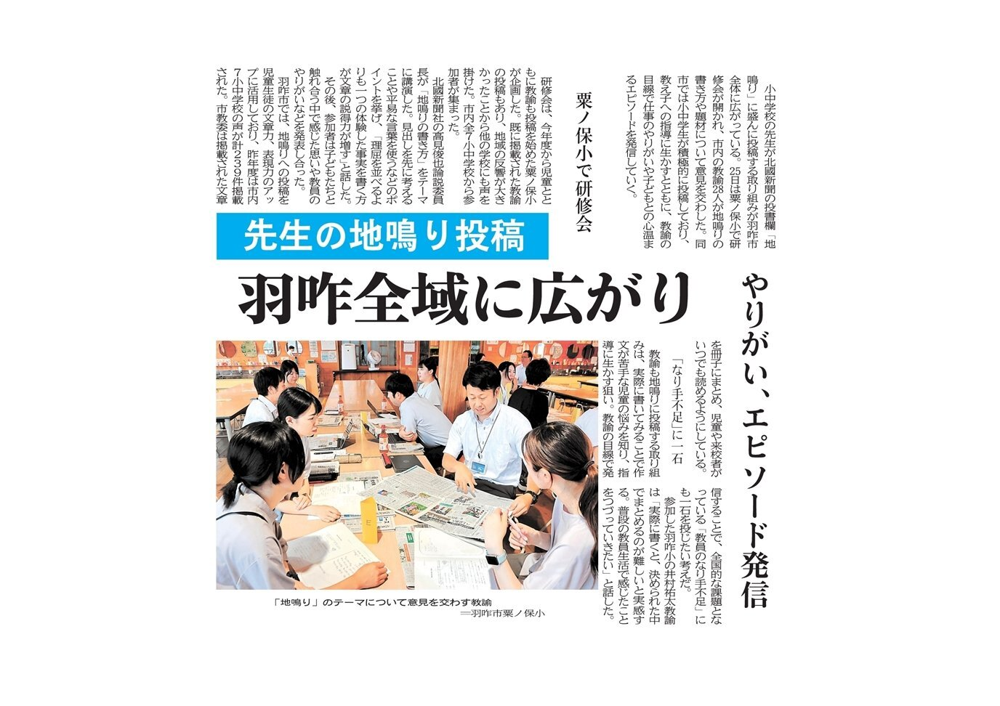 先生の地鳴り投稿
羽咋全域に広がり
やりがい、エピソード発信
粟ノ保小で研修会
　小中学校の先生が北國新聞の投書欄「地
鳴り」に盛んに投稿する取り組みが羽咋市
全体に広がっている。25日は粟ノ保小で研
修会が開かれ、市内の教諭28人が地鳴りの
書き方や題材について意見を交わした。同
市では小中学生が積極的に投稿しており、
教え子への指導に生かすとともに、教諭の
目線で仕事のやりがいや子どもとの心温ま
るエピソードを発信していく。
　研修会は、今年度から児童とと
もに教諭も投稿を始めた粟ノ保小
が企画した。既に掲載された教諭
の投稿もあり、地域の反響が大き
かったことから他の学校にも声を
掛けた。市内全7小中学校から参
加者が集まった。
　北國新聞社の高見俊也論説委員
長が「地鳴りの書き方」をテーマ
に講演した。見出しを先に考える
ことや平易な言葉を使うなどのポ
イントを挙げ、「理屈を並べるよ
りも一つの体験した事実を書く方
が文章の説得力が増す」と話した。
　その後、参加者は子どもたちと
触れ合う中で感じた思いや教員の
やりがいなどを発表し合った。
　羽咋市では、地鳴りへの投稿を
児童生徒の文章力、表現力のアッ
プに活用しており、昨年度は市内
7小中学校の声が計239件掲載
された。市教委は掲載された文章
を冊子にまとめ、児童や来校者が
いつでも読めるようにしている。
「なり手不足」に一石
　教諭も地鳴りに投稿する取り組
みは、実際に書いてみることで作
文が苦手な児童の悩みを知り、指
導に生かす狙い。教諭の目線で発
信することで、全国的な課題とな
っている「教員のなり手不足」に
も一石を投じたい考えだ。
　参加した羽咋小の井村祐太教諭
は「実際に書くと、決められた中
でまとめるのが難しいと実感す
る。普段の教員生活で感じたこと
をつづっていきたい」と話した。
「地鳴り」のテーマについて意見を交わす教諭
＝羽咋市粟ノ保小
E